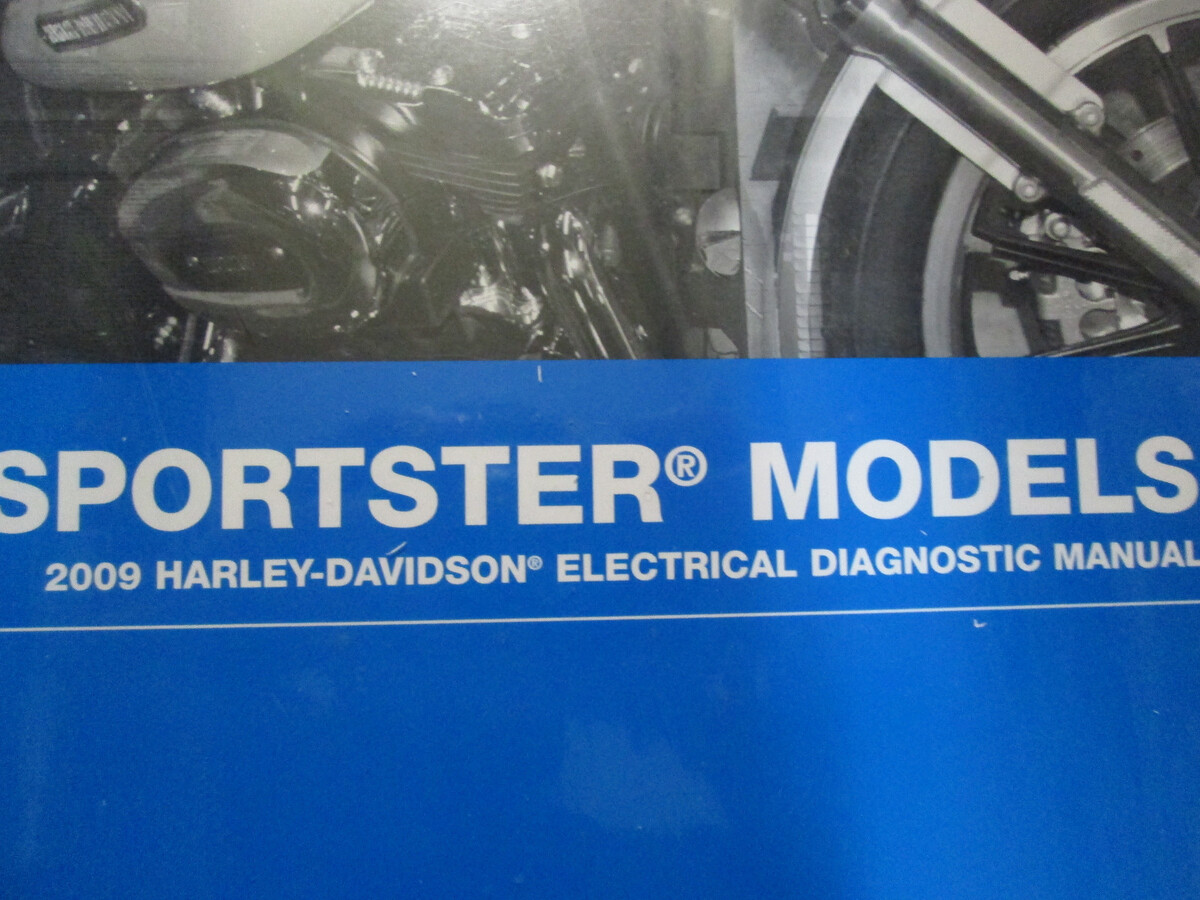 SPORTSTER® MODELS
2009 HARLEY-DAVIDSON® ELECTRICAL DIAGNOSTIC MANUAL